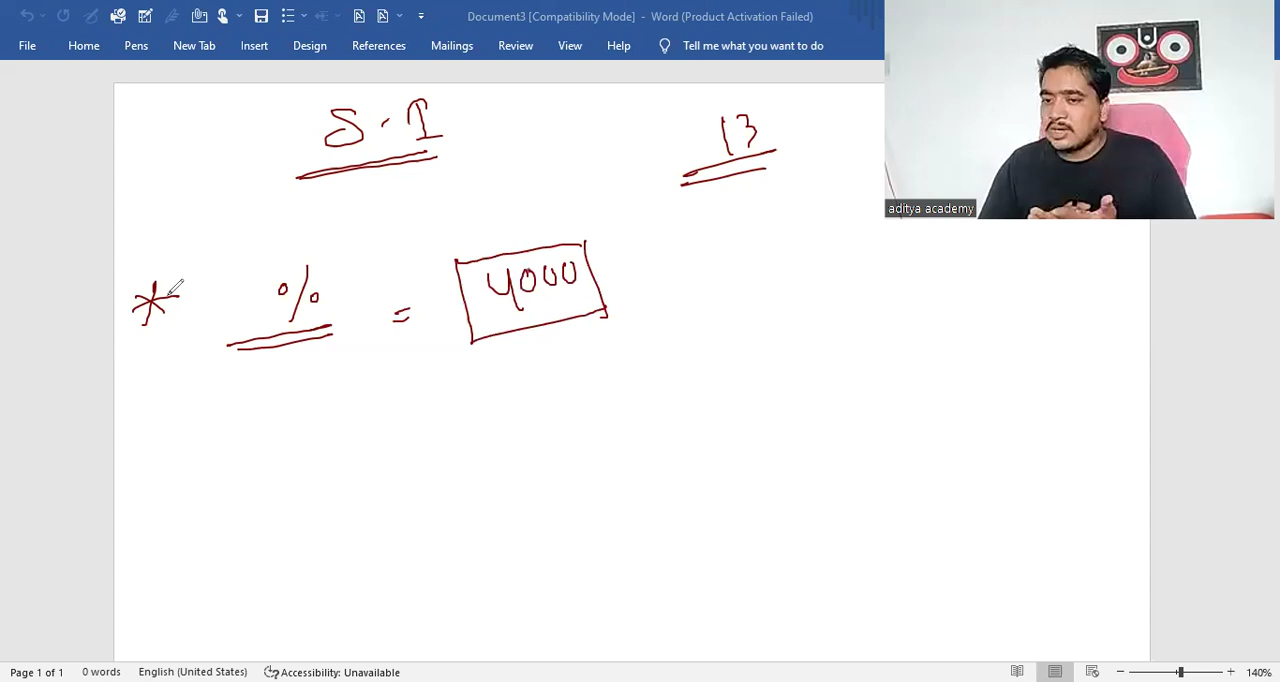 Document3 [Compatibility Mode] - Word (Product Activation Failed)
File Home Pens New Tab Insert Design References Mailings Review View Help Tell me what you want to do
S.I 13
aditya academy
* % = 4000
Page 1 of 1 0 words English (United States) Accessibility: Unavailable 140%